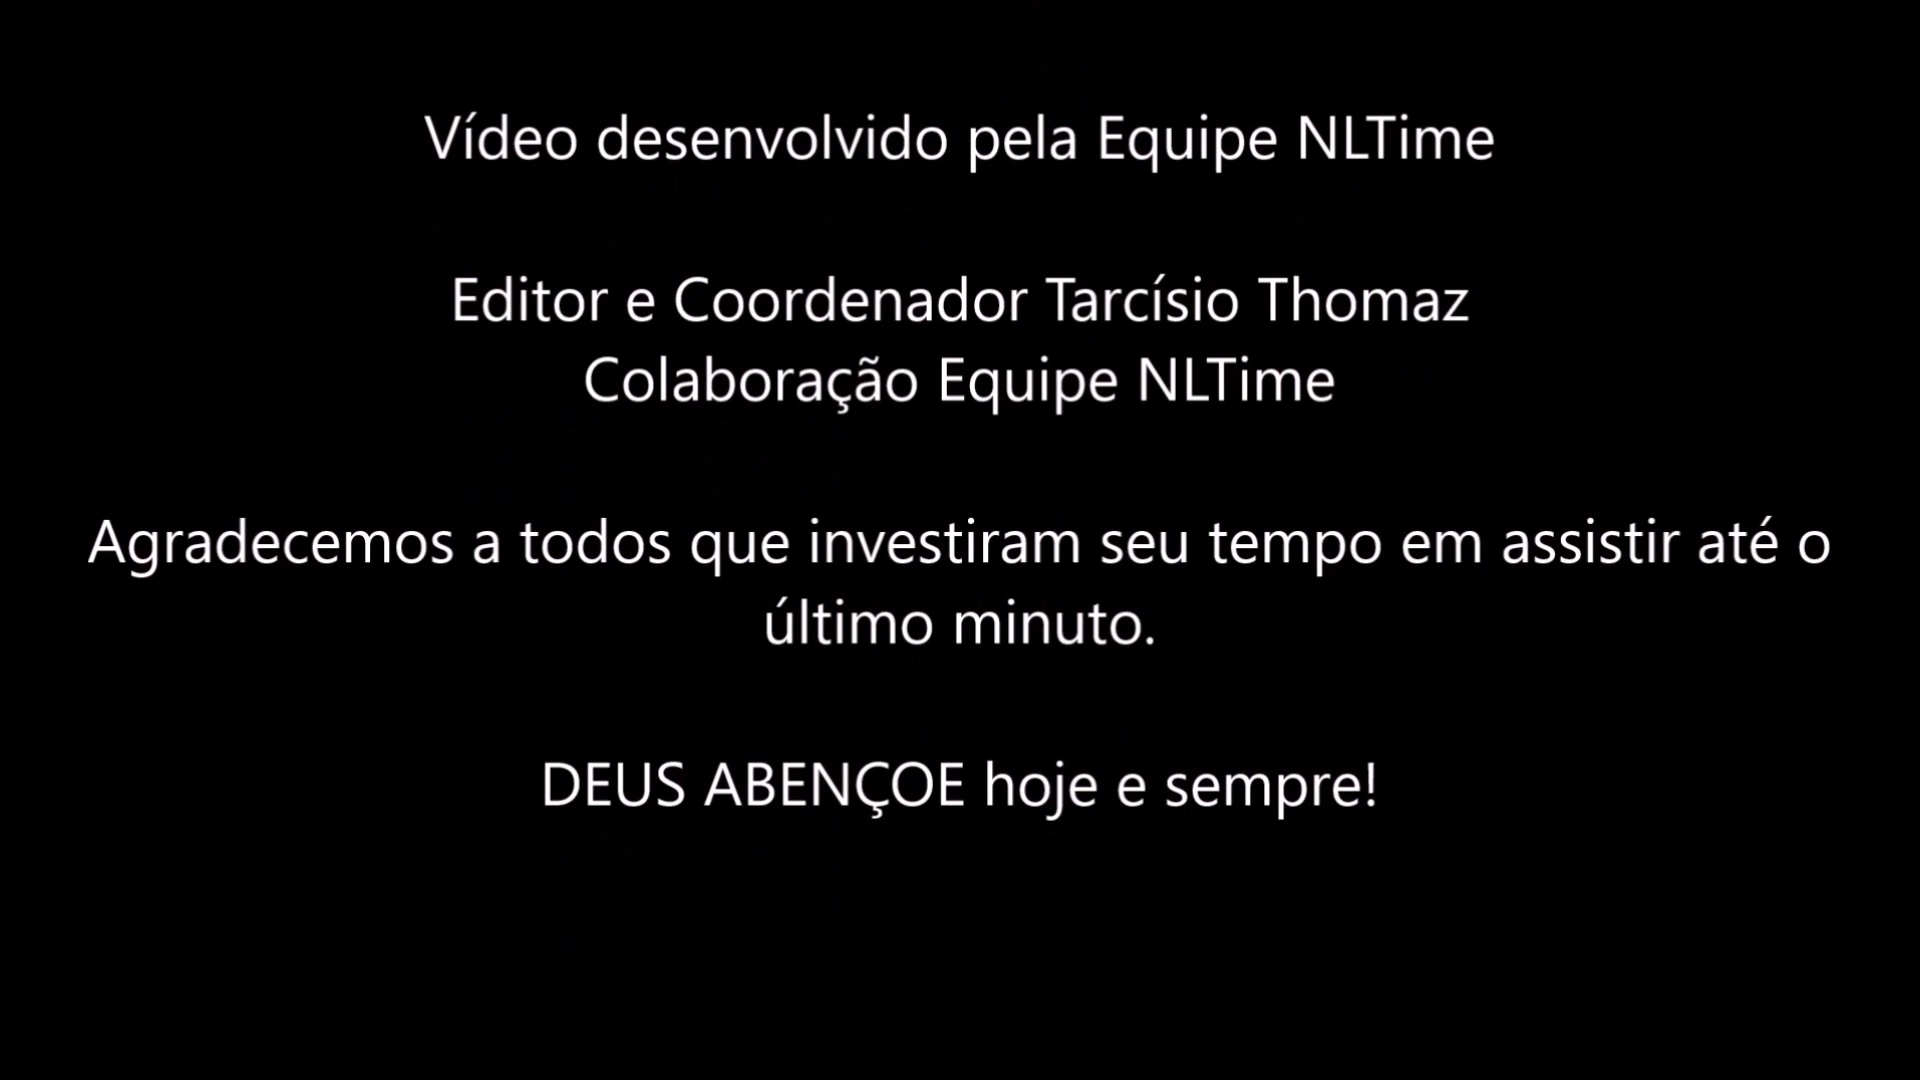 Vídeo desenvolvido pela Equipe NLTime
Editor e Coordenador Tarcísio Thomaz
Colaboração Equipe NLTime
Agradecemos a todos que investiram seu tempo em assistir até o
último minuto.
DEUS ABENÇOE hoje e sempre!